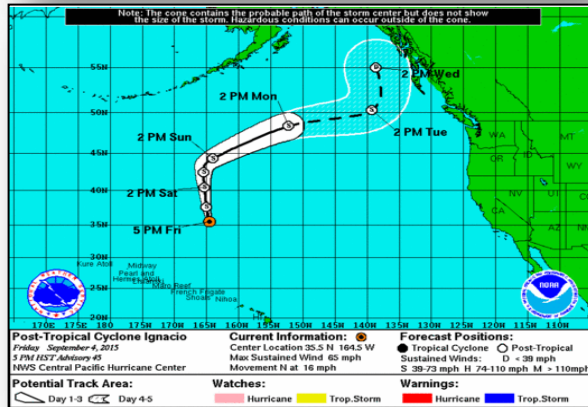 Note: The cone contains the probable path of the storm center but does not show
the size of the storm. Hazardous conditions can occur outside of the cone.
55N
2 PM Wed
50N
2 PM Mon
2 PM Tue
45N
2 PM Sun
WA
MT
OR
ID
WY
40N
2 PM Sat
NV
UT
CA
35N
5 PM Fri
AZ
NM
30N
Kure Atoll
Midway
Pearl and
Maro Reef
French Frigate
Shoals
Nihoa
25N
170E 175E 180 175W 170W 165W 160W 155W 150W 145W 140W 135W 130W 125W 120W 115W 110W
NOAA
Post-Tropical Cyclone Ignacio
Friday September 4, 2015
5 PM HST Advisory 45
NWS Central Pacific Hurricane Center
Current Information:
Center Location 35.5 N 164.5 W
Max Sustained Wind 65 mph
Movement N at 16 mph
Forecast Positions:
Tropical Cyclone Post-Tropical
Sustained Winds: D < 39 mph
S 39-73 mph H 74-110 mph M > 110mph
Potential Track Area:
Day 1-3 Day 4-5
Watches:
Hurricane Trop.Storm
Warnings:
Hurricane Trop.Storm